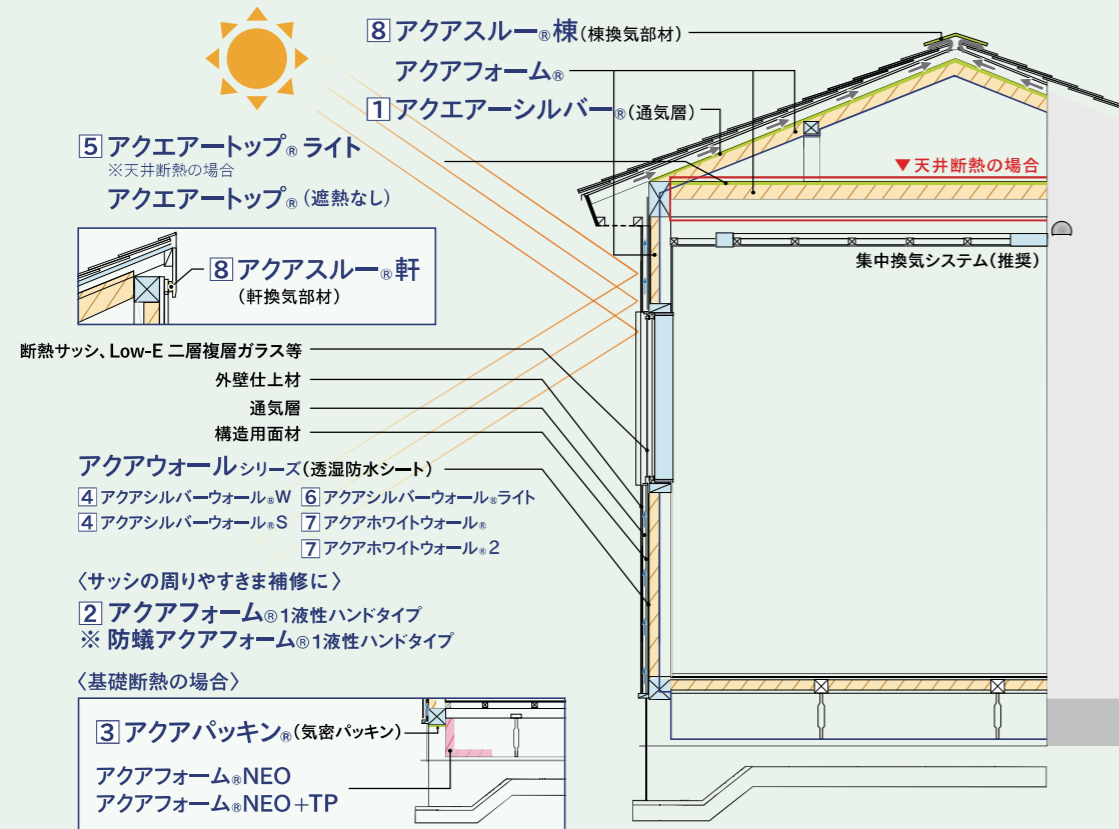 8 アクアスルー®棟(棟換気部材)
アクアフォーム®
1 アクエアーシルバー®(通気層)
5 アクエアートップ® ライト
※天井断熱の場合
アクエアートップ®(遮熱なし)
▼天井断熱の場合
集中換気システム(推奨)
8 アクアスルー®軒
(軒換気部材)
断熱サッシ、Low-E 二層複層ガラス等
外壁仕上材
通気層
構造用面材
アクアウォールシリーズ(透湿防水シート)
4 アクアシルバーウォール®W 6 アクアシルバーウォール®ライト
4 アクアシルバーウォール®S 7 アクアホワイトウォール®
7 アクアホワイトウォール®2
〈サッシの周りやすきま補修に〉
2 アクアフォーム®1液性ハンドタイプ
※ 防蟻アクアフォーム®1液性ハンドタイプ
〈基礎断熱の場合〉
3 アクアパッキン®(気密パッキン)
アクアフォーム®NEO
アクアフォーム®NEO+TP